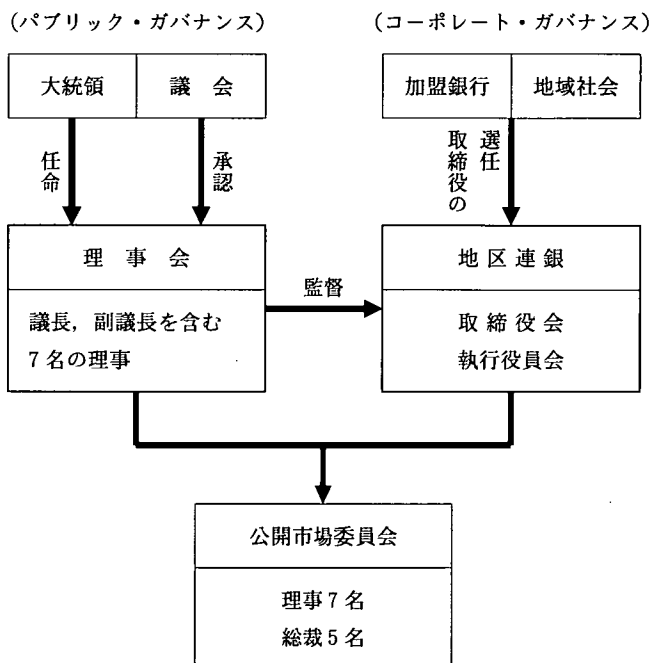 (パブリック・ガバナンス)
(コーポレート・ガバナンス)
大統領
議 会
加盟銀行
地域社会
任命
承認
選任
取締役の
理 事 会
議長，副議長を含む
7名の理事
監督
地 区 連 銀
取 締 役 会
執行役員会
公開市場委員会
理事7名
総裁5名